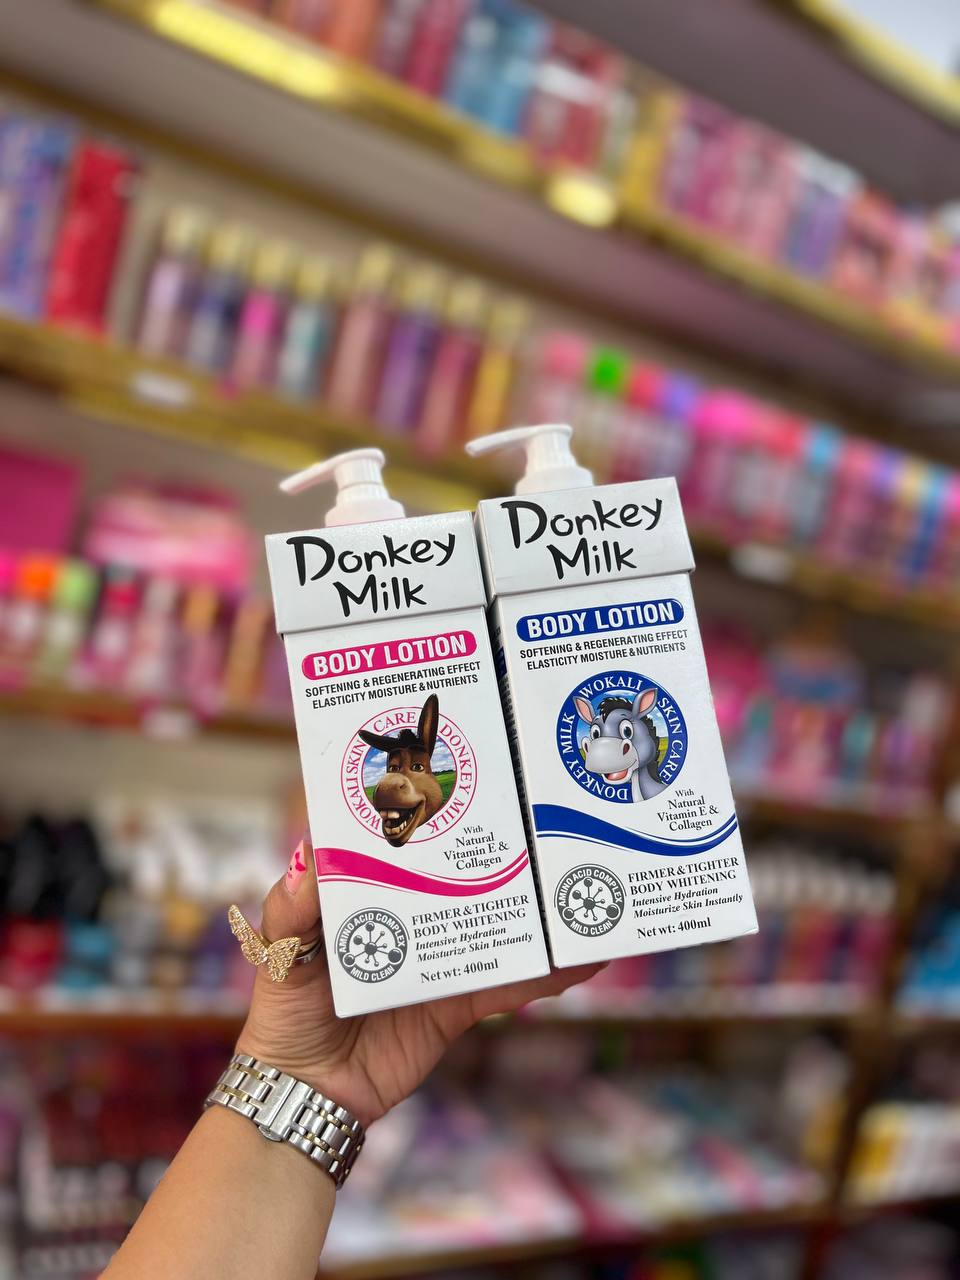 Donkey
Milk
BODY LOTION
SOFTENING & REGENERATING EFFECT
ELASTICITY MOISTURE & NUTRIENTS
WOKALI SKIN CARE DONKEY MILK
With
Natural
Vitamin E &
Collagen
AMINO ACID COMPLEX
MILD CLEAN
FIRMER & TIGHTER
BODY WHITENING
Intensive Hydration
Moisturize Skin Instantly
Net wt: 400ml
Donkey
Milk
BODY LOTION
SOFTENING & REGENERATING EFFECT
ELASTICITY MOISTURE & NUTRIENTS
WOKALI SKIN CARE DONKEY MILK
With
Natural
Vitamin E &
Collagen
AMINO ACID COMPLEX
MILD CLEAN
FIRMER & TIGHTER
BODY WHITENING
Intensive Hydration
Moisturize Skin Instantly
Net wt: 400ml